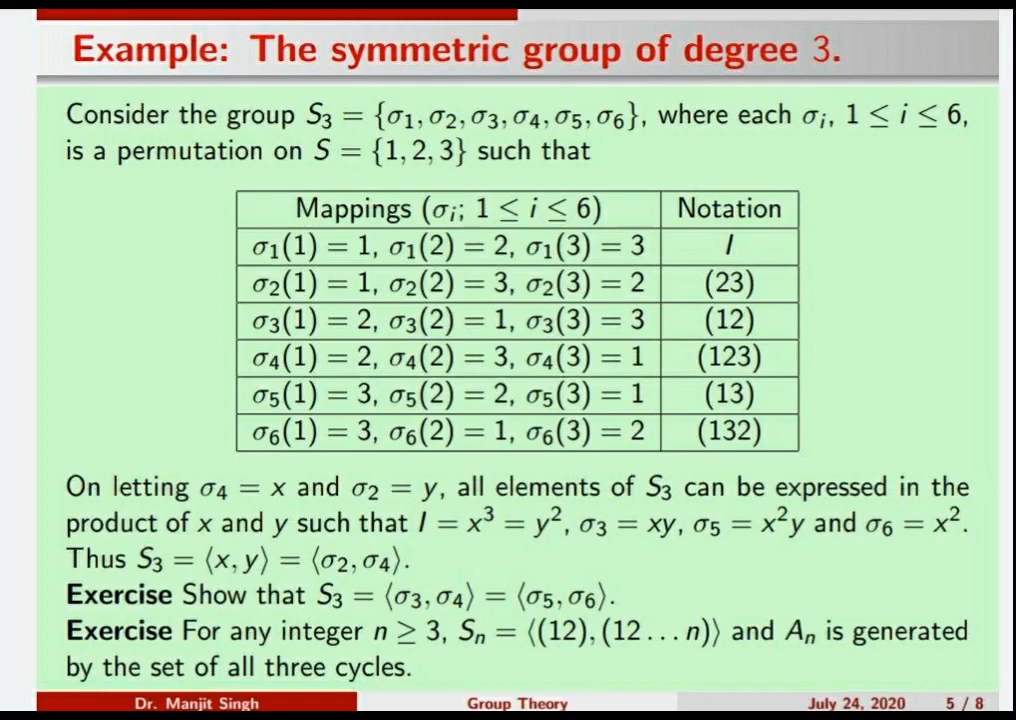 Example: The symmetric group of degree 3.
Consider the group S₃ = {σ₁, σ₂, σ₃, σ₄, σ₅, σ₆}, where each σᵢ, 1 ≤ i ≤ 6,
is a permutation on S = {1, 2, 3} such that
Mappings (σᵢ; 1 ≤ i ≤ 6) Notation
σ₁(1) = 1, σ₁(2) = 2, σ₁(3) = 3 I
σ₂(1) = 1, σ₂(2) = 3, σ₂(3) = 2 (23)
σ₃(1) = 2, σ₃(2) = 1, σ₃(3) = 3 (12)
σ₄(1) = 2, σ₄(2) = 3, σ₄(3) = 1 (123)
σ₅(1) = 3, σ₅(2) = 2, σ₅(3) = 1 (13)
σ₆(1) = 3, σ₆(2) = 1, σ₆(3) = 2 (132)
On letting σ₄ = x and σ₂ = y, all elements of S₃ can be expressed in the
product of x and y such that I = x³ = y², σ₃ = xy, σ₅ = x²y and σ₆ = x².
Thus S₃ = ⟨x, y⟩ = ⟨σ₂, σ₄⟩.
Exercise Show that S₃ = ⟨σ₃, σ₄⟩ = ⟨σ₅, σ₆⟩.
Exercise For any integer n ≥ 3, Sₙ = ⟨(12), (12 . . . n)⟩ and Aₙ is generated
by the set of all three cycles.
Dr. Manjit Singh Group Theory July 24, 2020 5 / 8